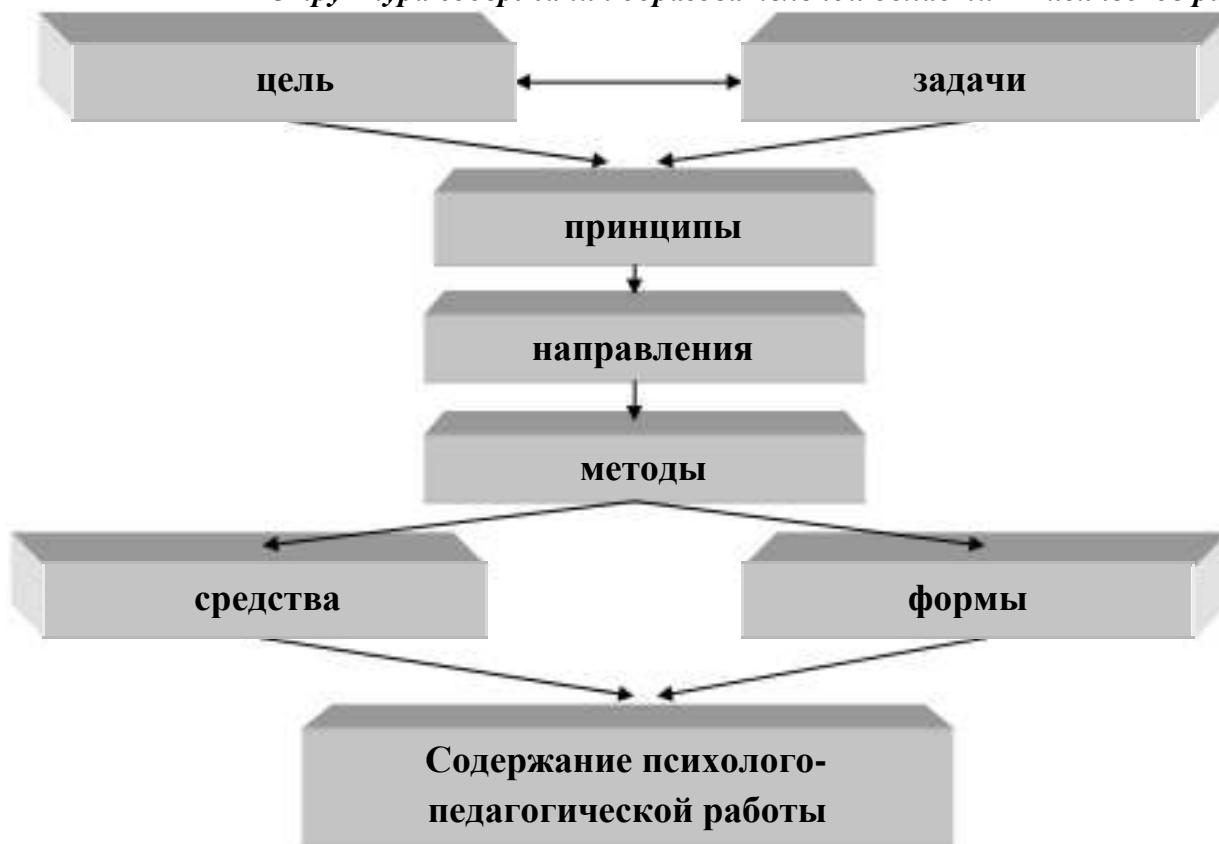 цель
задачи
принципы
направления
методы
средства
формы
Содержание психолого-
педагогической работы